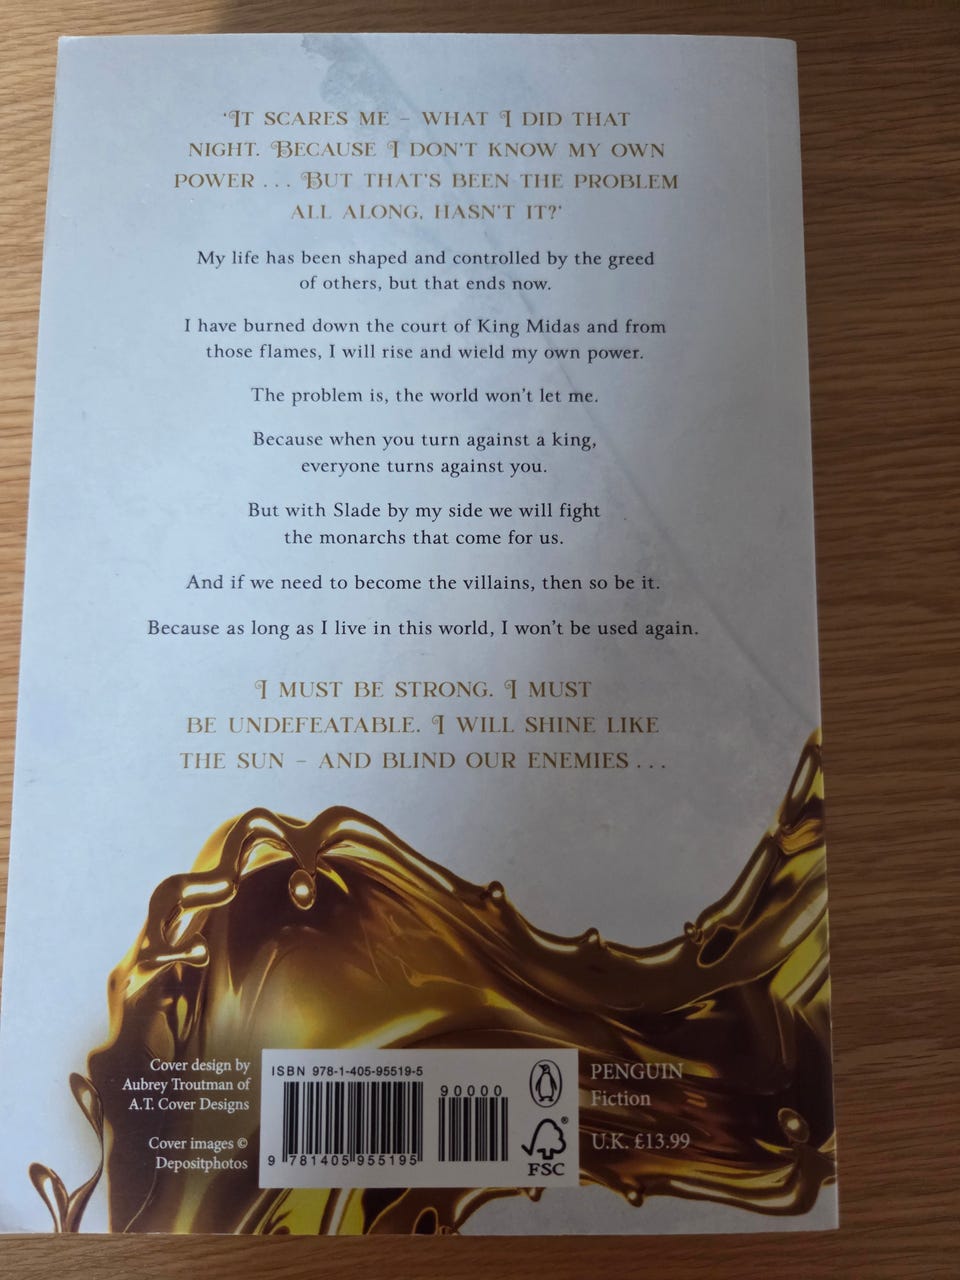 ‘IT SCARES ME – WHAT I DID THAT
NIGHT. BECAUSE I DON’T KNOW MY OWN
POWER . . . BUT THAT’S BEEN THE PROBLEM
ALL ALONG, HASN’T IT?’
My life has been shaped and controlled by the greed
of others, but that ends now.
I have burned down the court of King Midas and from
those flames, I will rise and wield my own power.
The problem is, the world won’t let me.
Because when you turn against a king,
everyone turns against you.
But with Slade by my side we will fight
the monarchs that come for us.
And if we need to become the villains, then so be it.
Because as long as I live in this world, I won’t be used again.
I MUST BE STRONG. I MUST
BE UNDEFEATABLE. I WILL SHINE LIKE
THE SUN – AND BLIND OUR ENEMIES . . .
Cover design by
Aubrey Troutman of
A.T. Cover Designs
Cover images ©
Depositphotos
ISBN 978-1-405-95519-5
90000
9 781405 955195
FSC
®
PENGUIN
Fiction
U.K. £13.99